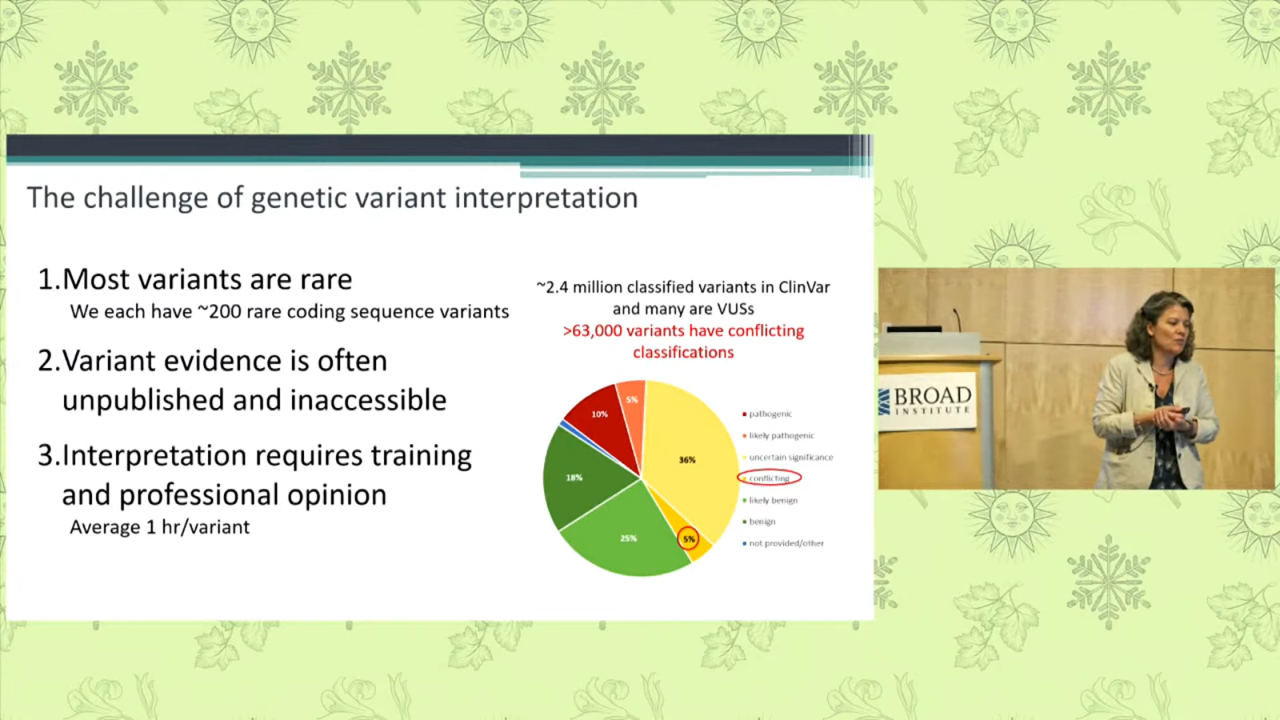 The challenge of genetic variant interpretation
1.Most variants are rare
We each have ~200 rare coding sequence variants
2.Variant evidence is often
unpublished and inaccessible
3.Interpretation requires training
and professional opinion
Average 1 hr/variant
~2.4 million classified variants in ClinVar
and many are VUSs
>63,000 variants have conflicting
classifications
10%
5%
36%
18%
25%
5%
pathogenic
likely pathogenic
uncertain significance
conflicting
likely benign
benign
not provided/other
BROAD
INSTITUTE